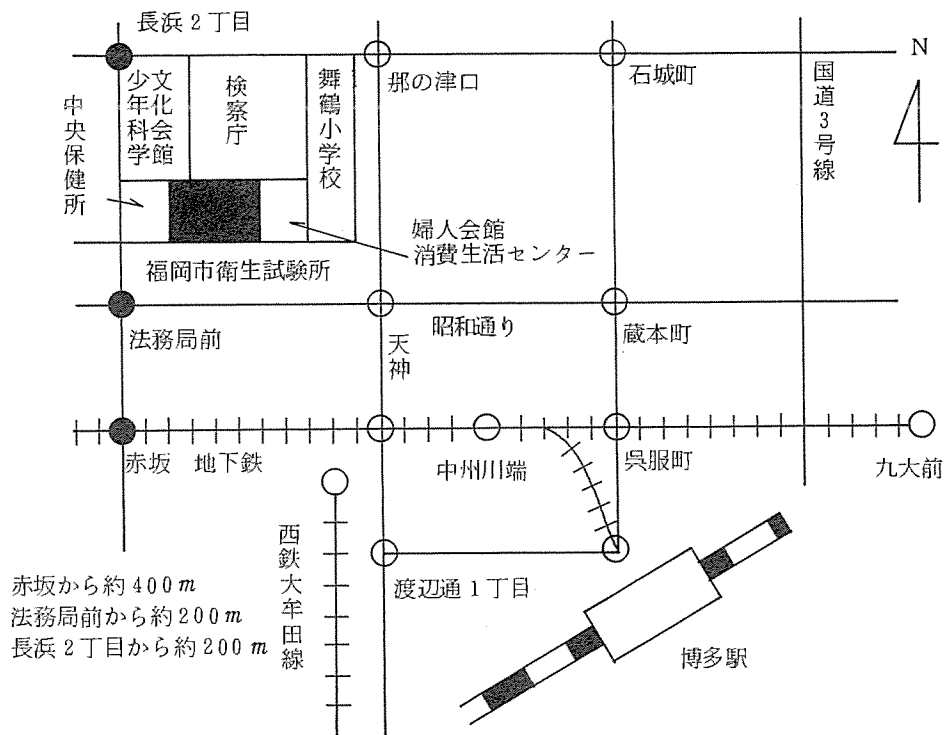 長浜2丁目
N
那の津口
石城町
国道3号線
少年科学
文化会館
検察庁
舞鶴小学校
中央保健所
婦人会館
消費生活センター
福岡市衛生試験所
法務局前
昭和通り
蔵本町
天神
赤坂
地下鉄
中州川端
呉服町
九大前
西鉄大牟田線
渡辺通1丁目
博多駅
赤坂から約400m
法務局前から約200m
長浜2丁目から約200m